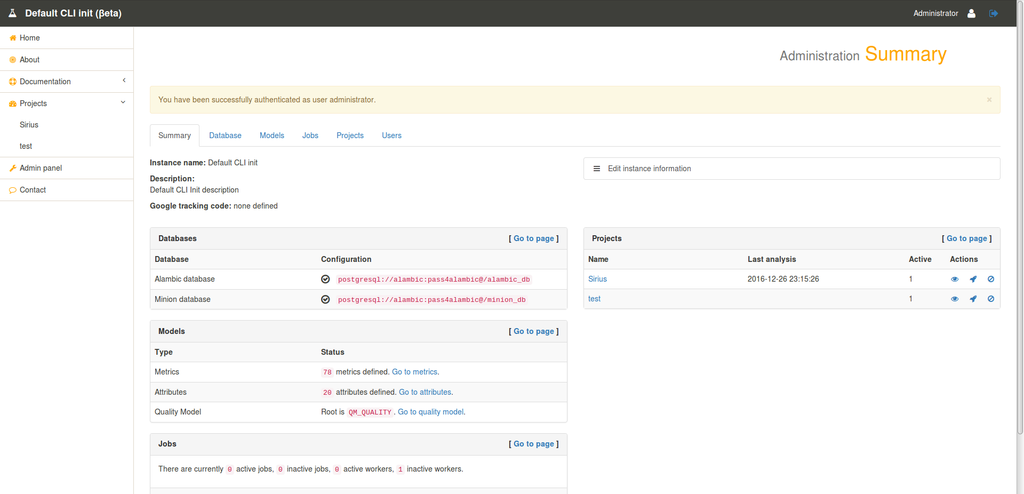 Default CLI init (βeta)
Administrator
Home
About
Documentation
Projects
Sirius
test
Admin panel
Contact
Administration Summary
You have been successfully authenticated as user administrator.
×
Summary Database Models Jobs Projects Users
Instance name: Default CLI init
Description:
Default CLI Init description
Google tracking code: none defined
Edit instance information
Databases [ Go to page ]
Database Configuration
Alambic database postgresql://alambic:pass4alambic@/alambic_db
Minion database postgresql://alambic:pass4alambic@/minion_db
Projects [ Go to page ]
Name Last analysis Active Actions
Sirius 2016-12-26 23:15:26 1
test 1
Models [ Go to page ]
Type Status
Metrics 78 metrics defined. Go to metrics.
Attributes 20 attributes defined. Go to attributes.
Quality Model Root is QM_QUALITY. Go to quality model.
Jobs [ Go to page ]
There are currently 0 active jobs, 0 inactive jobs, 0 active workers, 1 inactive workers.